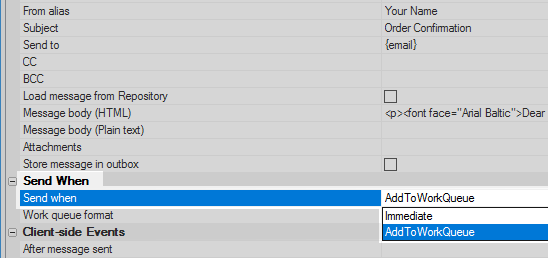 From alias Your Name
Subject Order Confirmation
Send to {email}
CC
BCC
Load message from Repository
Message body (HTML) <p><font face="Arial Baltic">Dear
Message body (Plain text)
Attachments
Store message in outbox
Send When
Send when AddToWorkQueue
Work queue format Immediate
Client-side Events AddToWorkQueue
After message sent